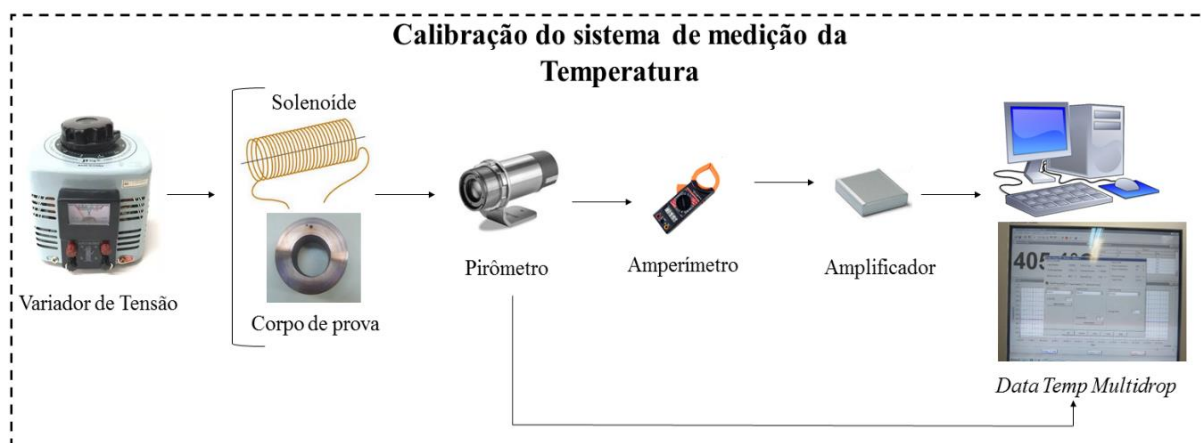 Calibração do sistema de medição da
Temperatura
Solenoíde
Variador de Tensão
Corpo de prova
Pirômetro
Amperímetro
Amplificador
Data Temp Multidrop